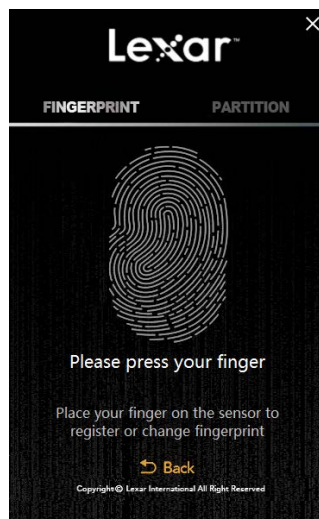 Lexar™
FINGERPRINT PARTITION
Please press your finger
Place your finger on the sensor to
register or change fingerprint
Back
Copyright© Lexar International All Right Reserved